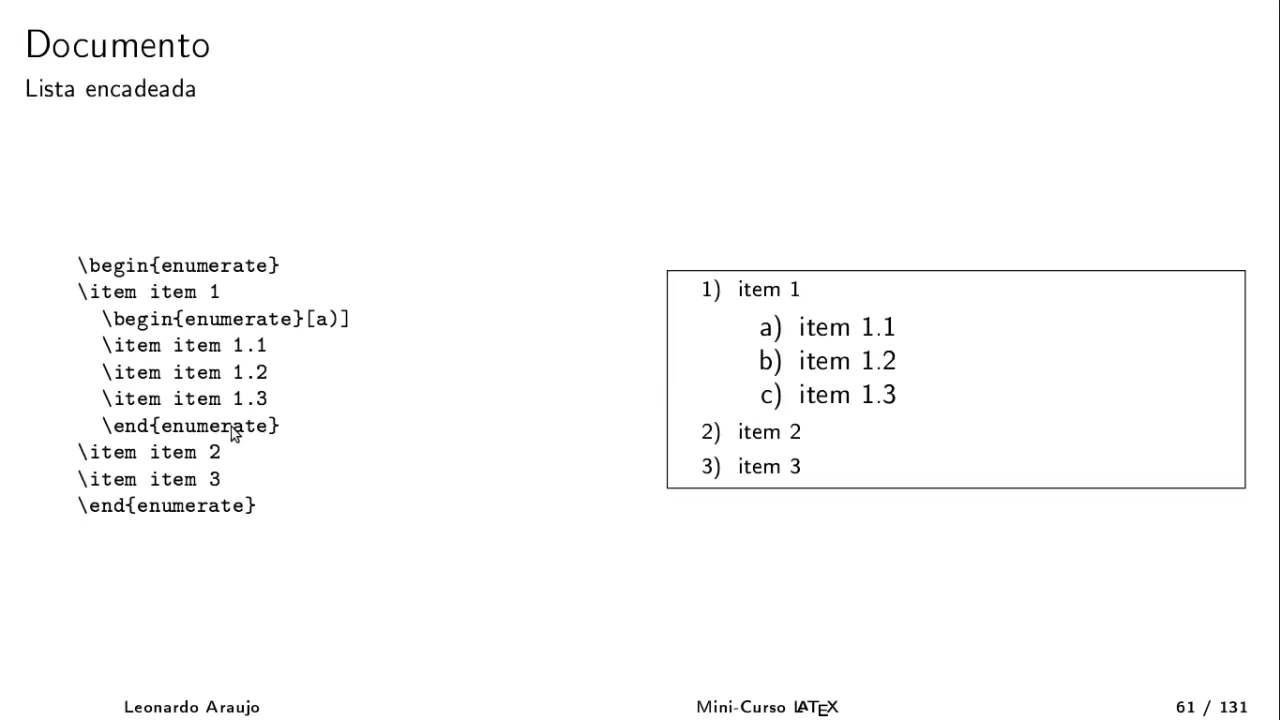 Documento
Lista encadeada
\begin{enumerate}
\item item 1
\begin{enumerate}[a)]
\item item 1.1
\item item 1.2
\item item 1.3
\end{enumerate}
\item item 2
\item item 3
\end{enumerate}
1) item 1
a) item 1.1
b) item 1.2
c) item 1.3
2) item 2
3) item 3
Leonardo Araujo
Mini-Curso LATEX
61 / 131